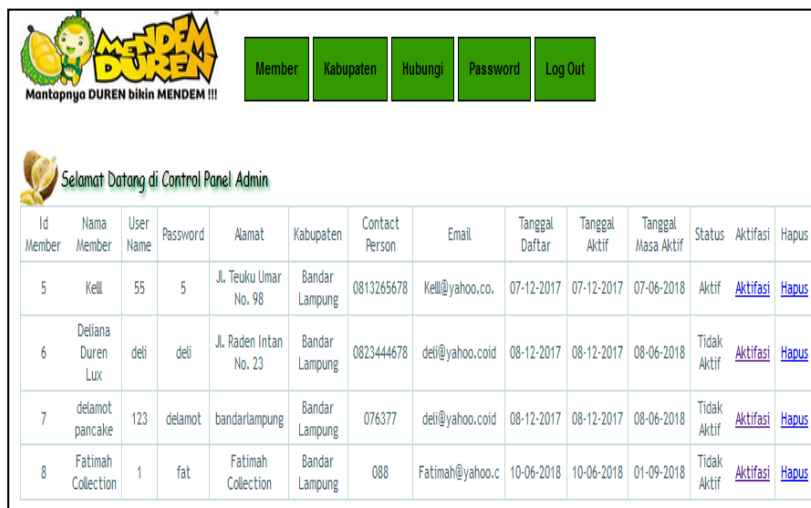 MENDEM
DUREN
Mantapnya DUREN bikin MENDEM !!!
Member Kabupaten Hubungi Password Log Out
Selamat Datang di Control Panel Admin
Id Member Nama Member User Name Password Alamat Kabupaten Contact Person Email Tanggal Daftar Tanggal Aktif Tanggal Masa Aktif Status Aktifasi Hapus
5 Kelll 55 5 Jl. Teuku Umar No. 98 Bandar Lampung 0813265678 Kelll@yahoo.co. 07-12-2017 07-12-2017 07-06-2018 Aktif Aktifasi Hapus
6 Deliana Duren Lux deli deli Jl. Raden Intan No. 23 Bandar Lampung 0823444678 deli@yahoo.coid 08-12-2017 08-12-2017 08-06-2018 Tidak Aktif Aktifasi Hapus
7 delamot pancake 123 delamot bandarlampung Bandar Lampung 076377 deli@yahoo.coid 08-12-2017 08-12-2017 08-06-2018 Tidak Aktif Aktifasi Hapus
8 Fatimah Collection 1 fat Fatimah Collection Bandar Lampung 088 Fatimah@yahoo.c 10-06-2018 10-06-2018 01-09-2018 Tidak Aktif Aktifasi Hapus